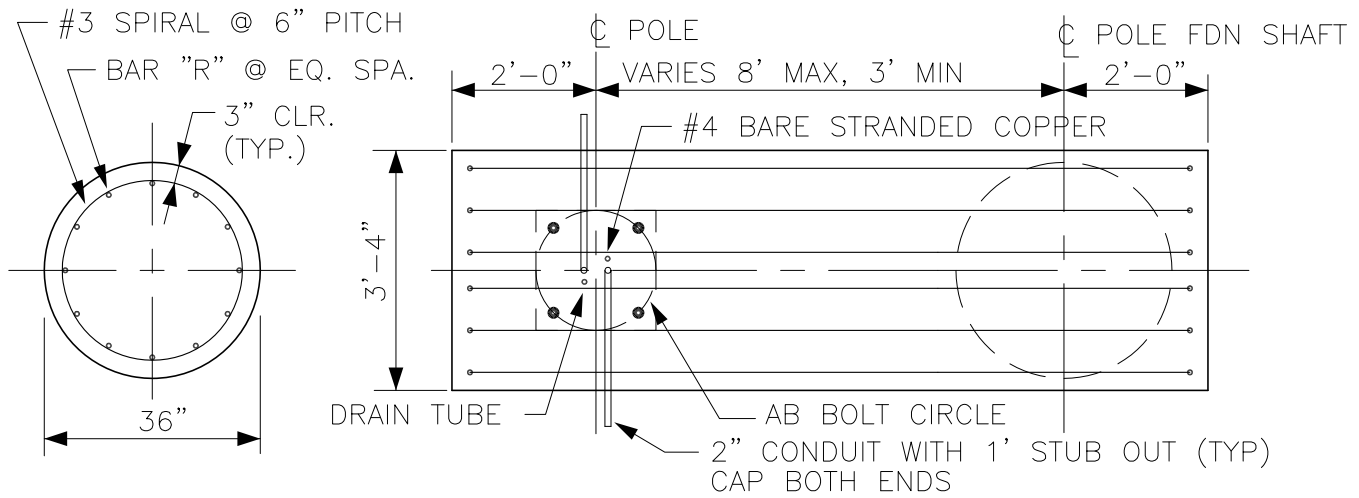 #3 SPIRAL @ 6" PITCH
BAR "R" @ EQ. SPA.
3" CLR.
(TYP.)
36"
℄ POLE
℄ POLE FDN SHAFT
2'-0"
VARIES 8' MAX, 3' MIN
2'-0"
#4 BARE STRANDED COPPER
3'-4"
DRAIN TUBE
AB BOLT CIRCLE
2" CONDUIT WITH 1' STUB OUT (TYP)
CAP BOTH ENDS